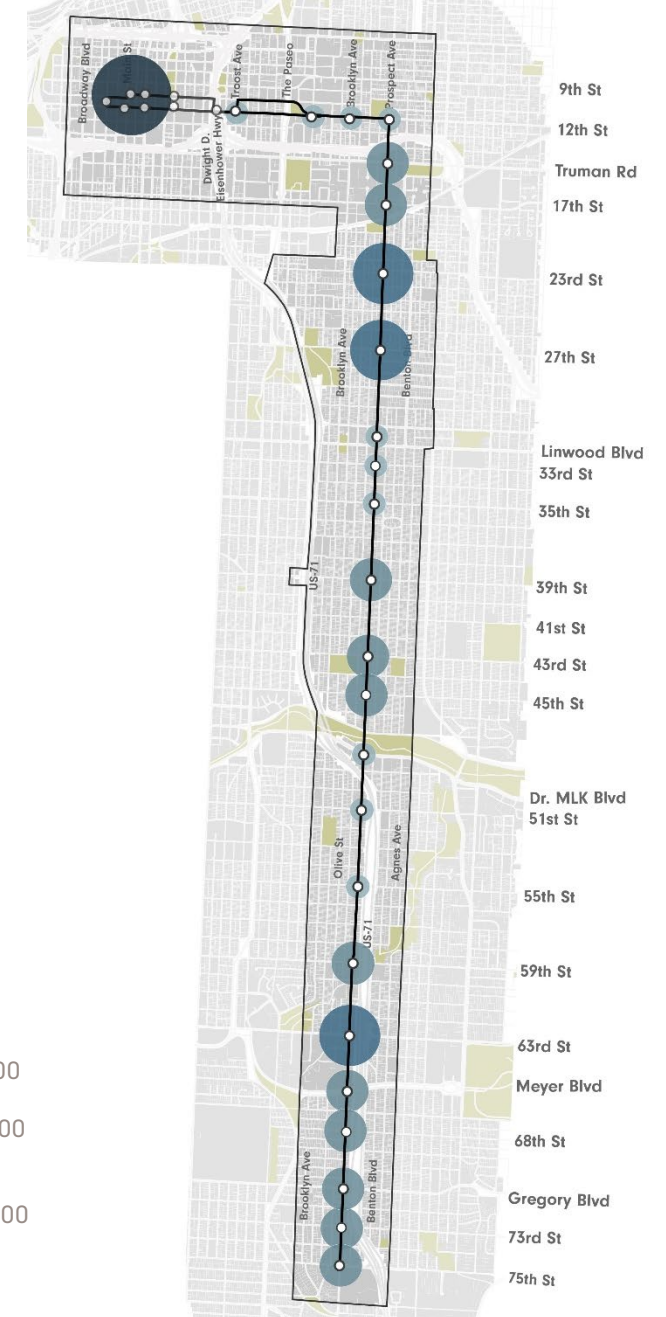 Broadway Blvd
Main St
Troost Ave
The Paseo
Brooklyn Ave
Prospect Ave
Dwight D.
Eisenhower Hwy
9th St
12th St
Truman Rd
17th St
23rd St
27th St
Brooklyn Ave
Benton Blvd
Linwood Blvd
33rd St
35th St
39th St
US-71
41st St
43rd St
45th St
Dr. MLK Blvd
51st St
Olive St
Agnes Ave
55th St
US-71
59th St
63rd St
Meyer Blvd
68th St
Brooklyn Ave
Benton Blvd
Gregory Blvd
73rd St
75th St
00
00
00